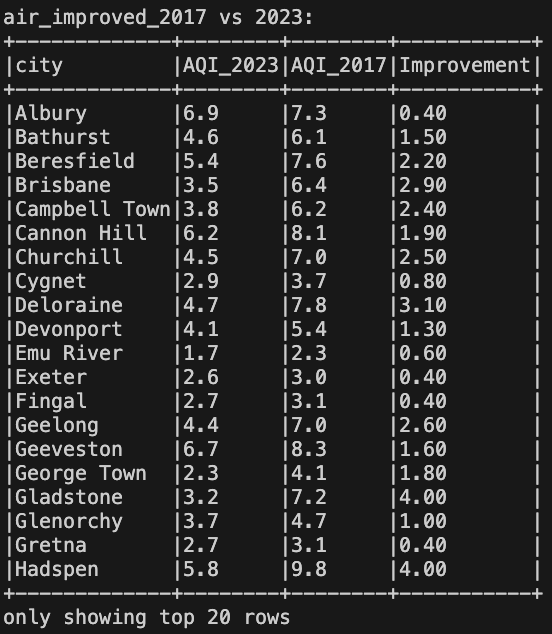 air_improved_2017 vs 2023:
+-------------+--------+--------+-----------+
|city         |AQI_2023|AQI_2017|Improvement|
+-------------+--------+--------+-----------+
|Albury       |6.9     |7.3     |0.40       |
|Bathurst     |4.6     |6.1     |1.50       |
|Beresfield   |5.4     |7.6     |2.20       |
|Brisbane     |3.5     |6.4     |2.90       |
|Campbell Town|3.8     |6.2     |2.40       |
|Cannon Hill  |6.2     |8.1     |1.90       |
|Churchill    |4.5     |7.0     |2.50       |
|Cygnet       |2.9     |3.7     |0.80       |
|Deloraine    |4.7     |7.8     |3.10       |
|Devonport    |4.1     |5.4     |1.30       |
|Emu River    |1.7     |2.3     |0.60       |
|Exeter       |2.6     |3.0     |0.40       |
|Fingal       |2.7     |3.1     |0.40       |
|Geelong      |4.4     |7.0     |2.60       |
|Geeveston    |6.7     |8.3     |1.60       |
|George Town  |2.3     |4.1     |1.80       |
|Gladstone    |3.2     |7.2     |4.00       |
|Glenorchy    |3.7     |4.7     |1.00       |
|Gretna       |2.7     |3.1     |0.40       |
|Hadspen      |5.8     |9.8     |4.00       |
+-------------+--------+--------+-----------+
only showing top 20 rows